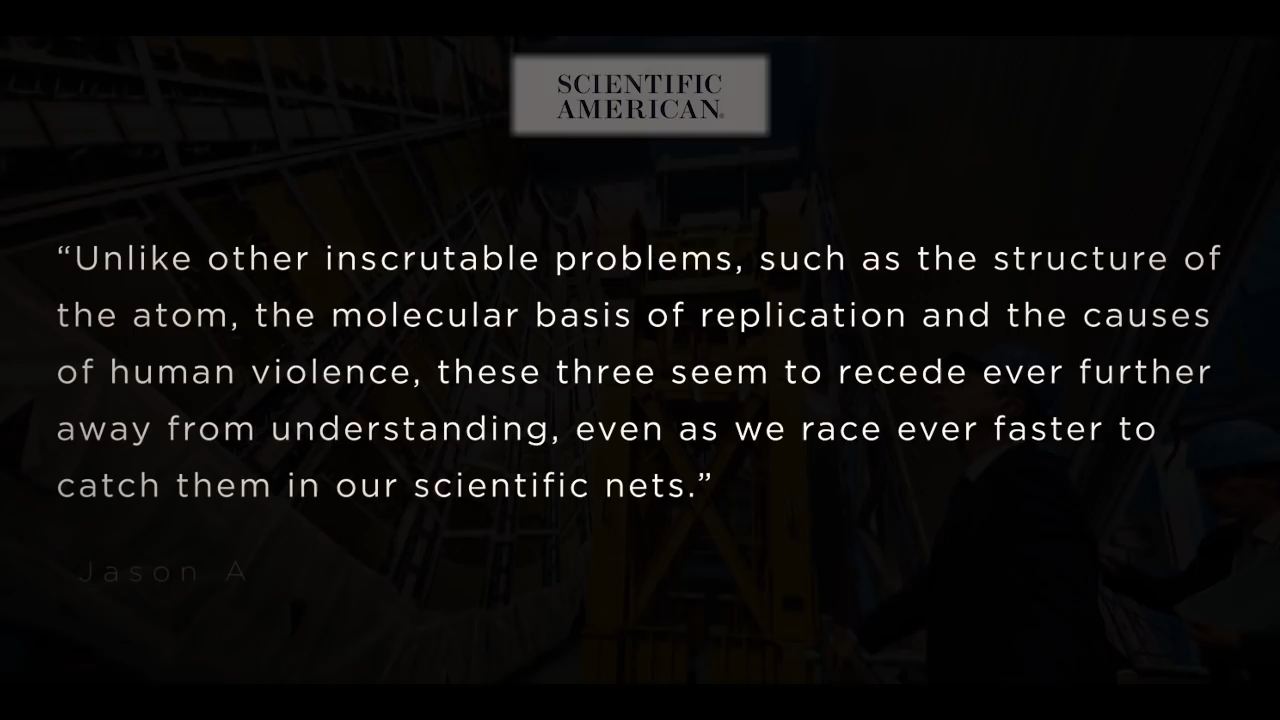 SCIENTIFIC
AMERICAN
“Unlike other inscrutable problems, such as the structure of
the atom, the molecular basis of replication and the causes
of human violence, these three seem to recede ever further
away from understanding, even as we race ever faster to
catch them in our scientific nets.”
Jason A